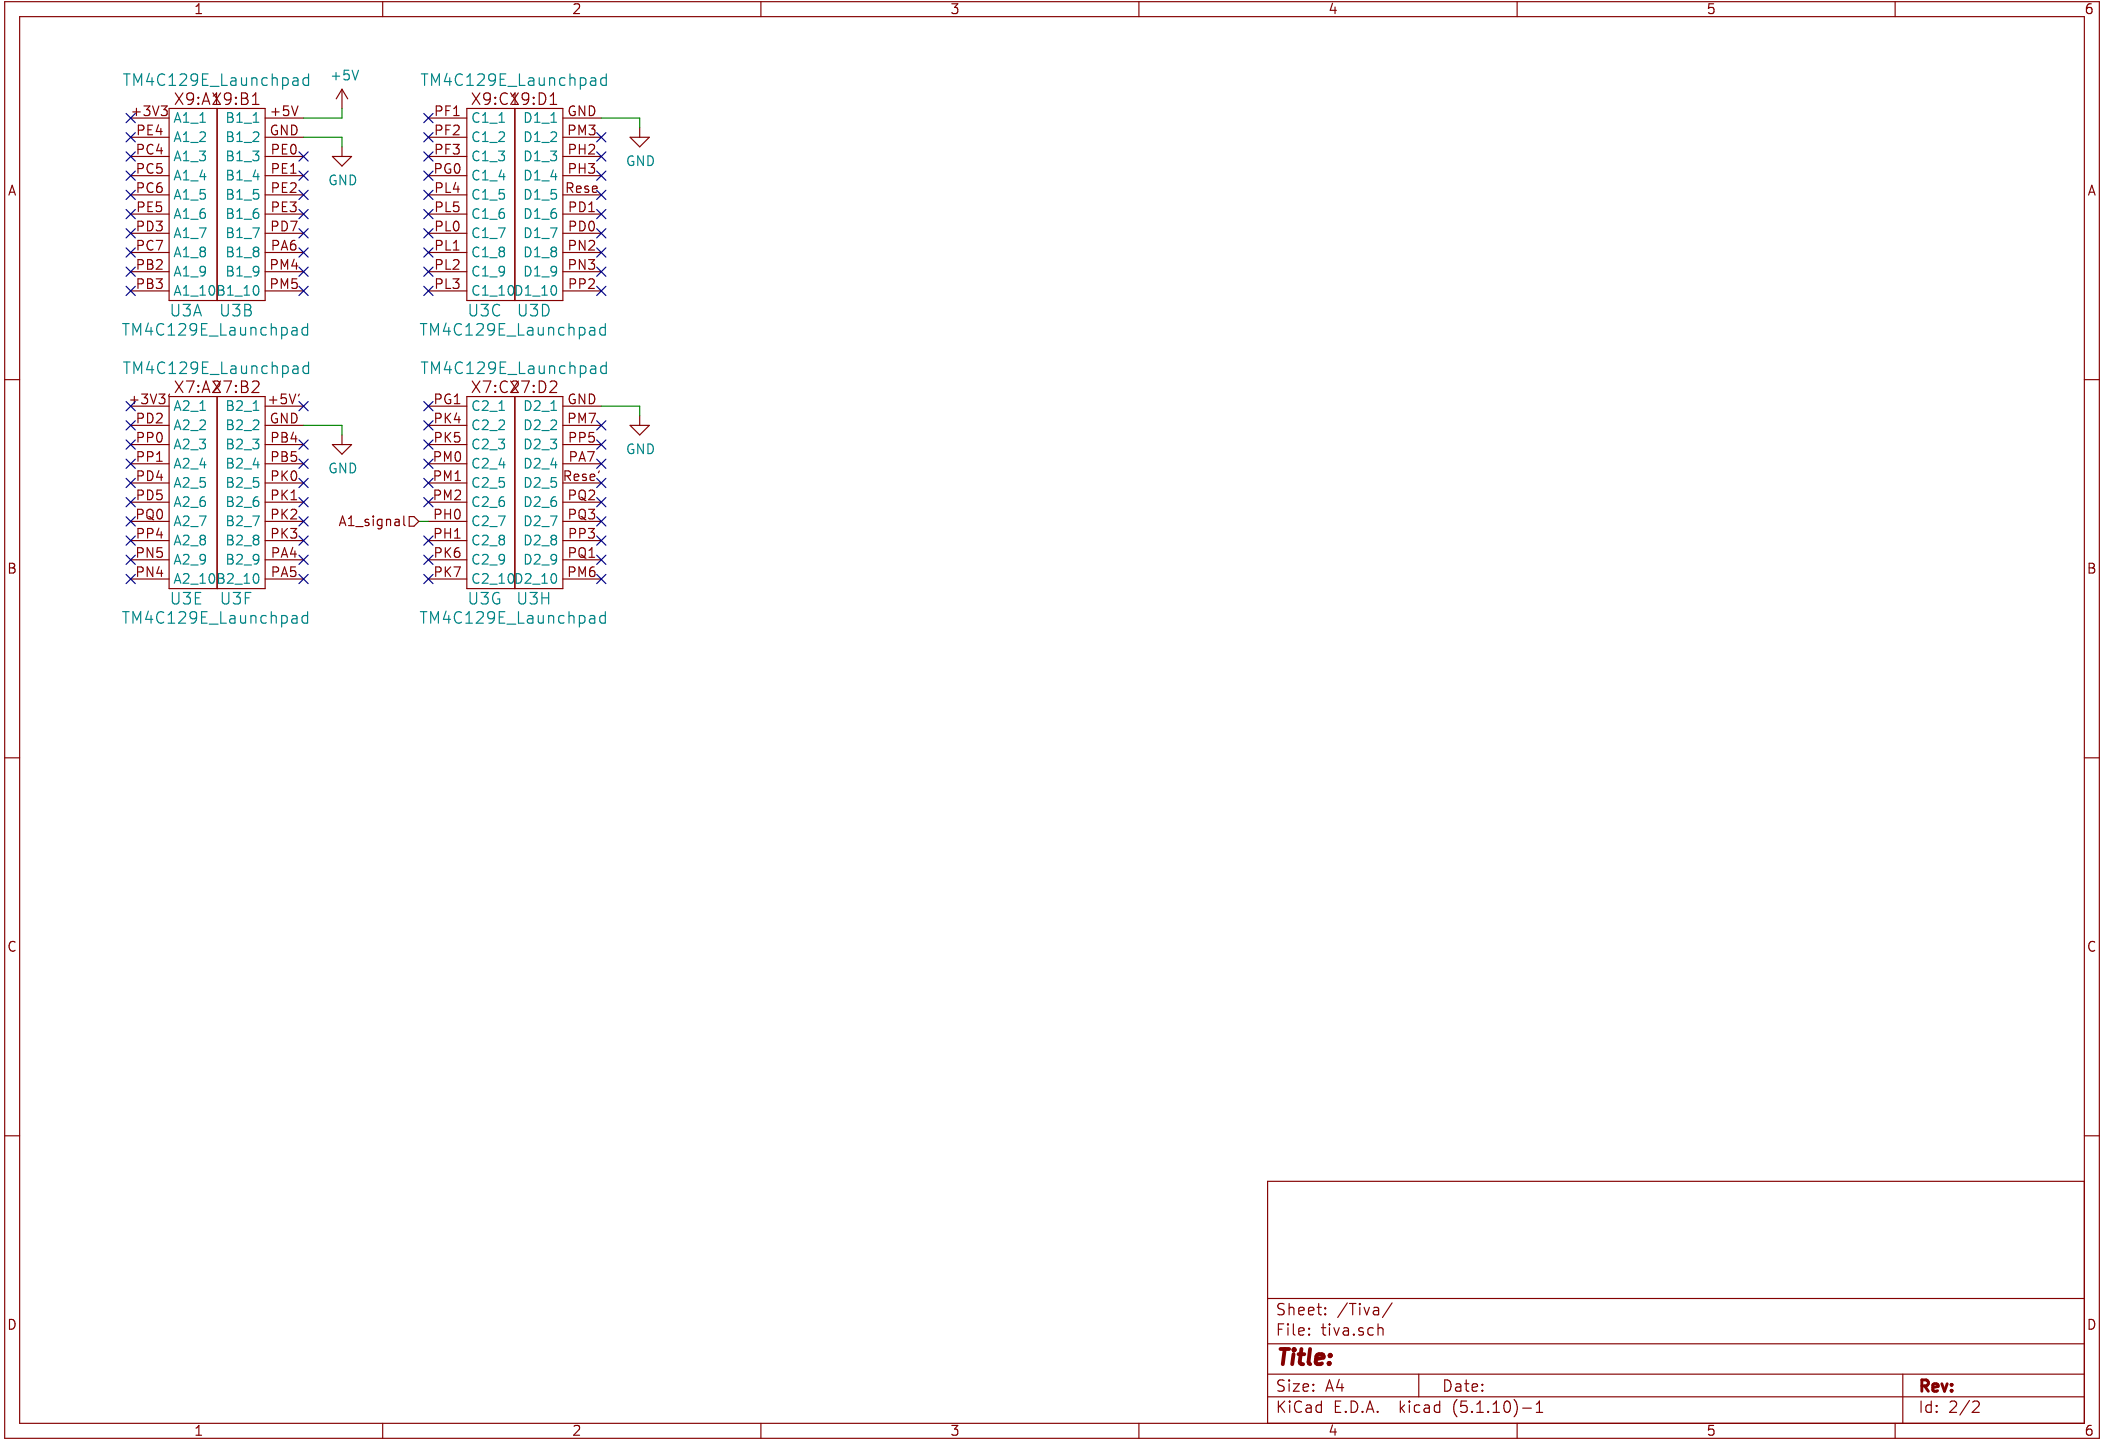 1 2 3 4 5 6
TM4C129E_Launchpad +5V TM4C129E_Launchpad
X9:A1 X9:B1 X9:C1 X9:D1
+3V3 A1_1 B1_1 +5V PF1 C1_1 D1_1 GND
PE4 A1_2 B1_2 GND PF2 C1_2 D1_2 PM3
PC4 A1_3 B1_3 PE0 PF3 C1_3 D1_3 PH2 GND
PC5 A1_4 B1_4 PE1 GND PG0 C1_4 D1_4 PH3
A PC6 A1_5 B1_5 PE2 PL4 C1_5 D1_5 Rese A
PE5 A1_6 B1_6 PE3 PL5 C1_6 D1_6 PD1
PD3 A1_7 B1_7 PD7 PL0 C1_7 D1_7 PD0
PC7 A1_8 B1_8 PA6 PL1 C1_8 D1_8 PN2
PB2 A1_9 B1_9 PM4 PL2 C1_9 D1_9 PN3
PB3 A1_10 B1_10 PM5 PL3 C1_10 D1_10 PP2
U3A U3B U3C U3D
TM4C129E_Launchpad TM4C129E_Launchpad
TM4C129E_Launchpad TM4C129E_Launchpad
X7:A2 X7:B2 X7:C2 X7:D2
+3V3' A2_1 B2_1 +5V' PG1 C2_1 D2_1 GND
PD2 A2_2 B2_2 GND PK4 C2_2 D2_2 PM7
PP0 A2_3 B2_3 PB4 PK5 C2_3 D2_3 PP5 GND
PP1 A2_4 B2_4 PB5 GND PM0 C2_4 D2_4 PA7
PD4 A2_5 B2_5 PK0 PM1 C2_5 D2_5 Rese'
PD5 A2_6 B2_6 PK1 PM2 C2_6 D2_6 PQ2
PQ0 A2_7 B2_7 PK2 A1_signal PH0 C2_7 D2_7 PQ3
PP4 A2_8 B2_8 PK3 PH1 C2_8 D2_8 PP3
PN5 A2_9 B2_9 PA4 PK6 C2_9 D2_9 PQ1
B B
PN4 A2_10 B2_10 PA5 PK7 C2_10 D2_10 PM6
U3E U3F U3G U3H
TM4C129E_Launchpad TM4C129E_Launchpad
C C
Sheet: /Tiva/
File: tiva.sch
D D
Title:
Size: A4 Date: Rev:
KiCad E.D.A. kicad (5.1.10)-1 Id: 2/2
1 2 3 4 5 6